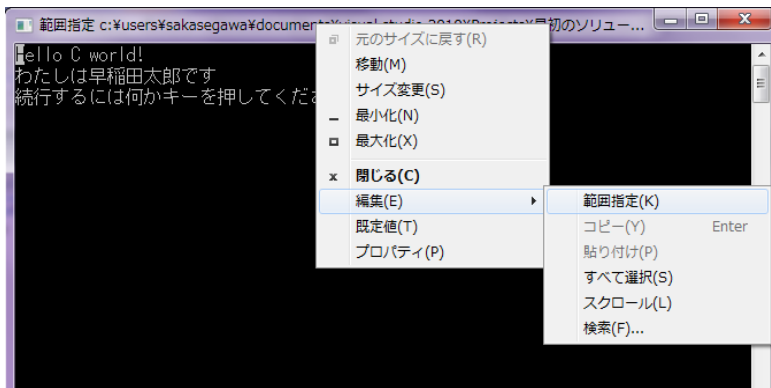 範囲指定 c:¥users¥sakasegawa¥documents¥visual studio 2010¥Projects¥最初のソリュー...
Hello C world!
わたしは早稲田太郎です
続行するには何かキーを押してくださ
元のサイズに戻す(R)
移動(M)
サイズ変更(S)
最小化(N)
最大化(X)
閉じる(C)
編集(E)
既定値(T)
プロパティ(P)
範囲指定(K)
コピー(Y) Enter
貼り付け(P)
すべて選択(S)
スクロール(L)
検索(F)...